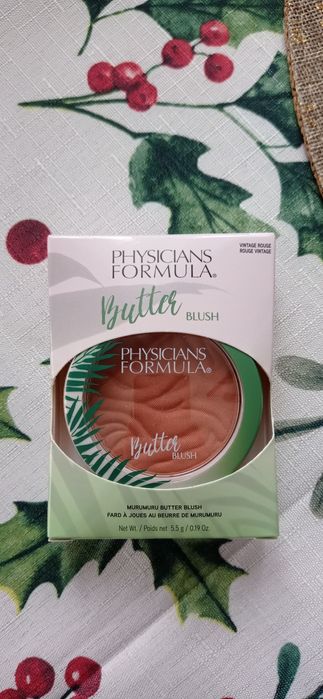 VINTAGE ROUGE
ROUGE VINTAGE
PHYSICIANS
FORMULA®
Butter BLUSH
PHYSICIANS
FORMULA®
Butter
BLUSH
MURUMURU BUTTER BLUSH
FARD À JOUES AU BEURRE DE MURUMURU
Net Wt. / Poids net 5.5 g / 0.19 Oz.